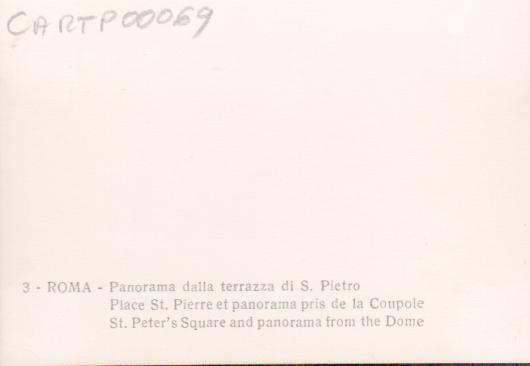 CARTP00069
3 - ROMA - Panorama dalla terrazza di S. Pietro
Place St. Pierre et panorama pris de la Coupole
St. Peter's Square and panorama from the Dome